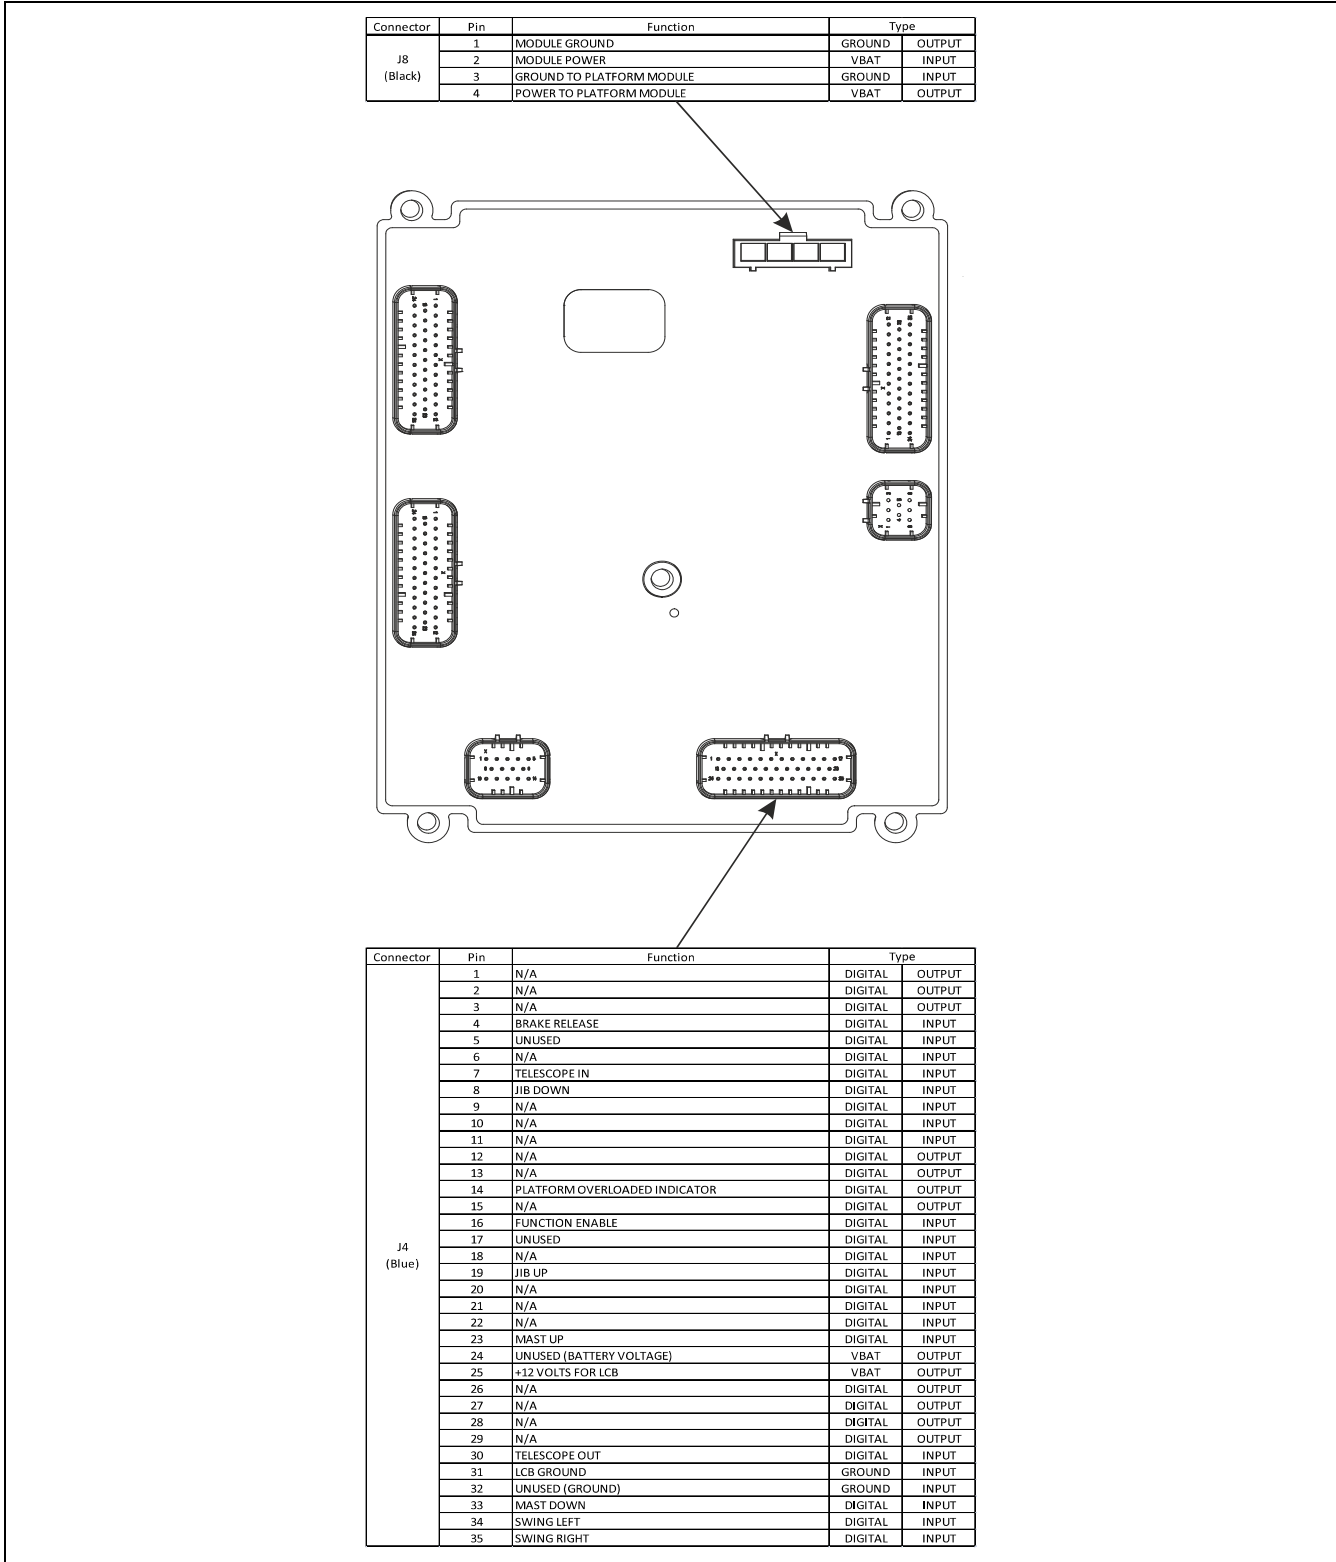 Connector Pin Function Type
J8
(Black)
1 MODULE GROUND GROUND OUTPUT
2 MODULE POWER VBAT INPUT
3 GROUND TO PLATFORM MODULE GROUND INPUT
4 POWER TO PLATFORM MODULE VBAT OUTPUT
Connector Pin Function Type
J4
(Blue)
1 N/A DIGITAL OUTPUT
2 N/A DIGITAL OUTPUT
3 N/A DIGITAL OUTPUT
4 BRAKE RELEASE DIGITAL INPUT
5 UNUSED DIGITAL INPUT
6 N/A DIGITAL INPUT
7 TELESCOPE IN DIGITAL INPUT
8 JIB DOWN DIGITAL INPUT
9 N/A DIGITAL INPUT
10 N/A DIGITAL INPUT
11 N/A DIGITAL INPUT
12 N/A DIGITAL OUTPUT
13 N/A DIGITAL OUTPUT
14 PLATFORM OVERLOADED INDICATOR DIGITAL OUTPUT
15 N/A DIGITAL OUTPUT
16 FUNCTION ENABLE DIGITAL INPUT
17 UNUSED DIGITAL INPUT
18 N/A DIGITAL INPUT
19 JIB UP DIGITAL INPUT
20 N/A DIGITAL INPUT
21 N/A DIGITAL INPUT
22 N/A DIGITAL INPUT
23 MAST UP DIGITAL INPUT
24 UNUSED (BATTERY VOLTAGE) VBAT OUTPUT
25 +12 VOLTS FOR LCB VBAT OUTPUT
26 N/A DIGITAL OUTPUT
27 N/A DIGITAL OUTPUT
28 N/A DIGITAL OUTPUT
29 N/A DIGITAL OUTPUT
30 TELESCOPE OUT DIGITAL INPUT
31 LCB GROUND GROUND INPUT
32 UNUSED (GROUND) GROUND INPUT
33 MAST DOWN DIGITAL INPUT
34 SWING LEFT DIGITAL INPUT
35 SWING RIGHT DIGITAL INPUT